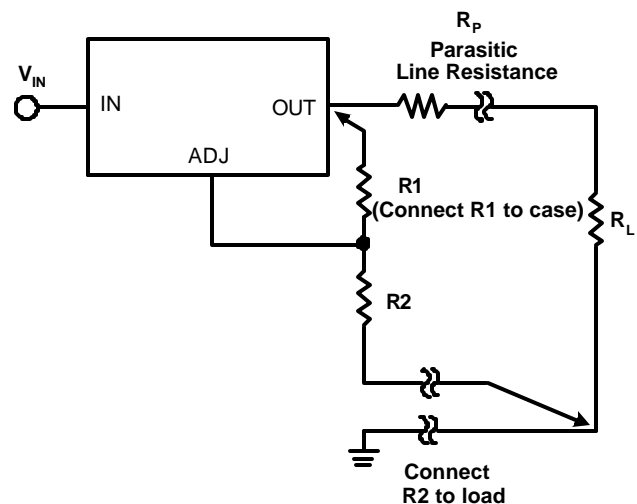 R_P
Parasitic
Line Resistance
V_IN
IN
OUT
ADJ
R1
(Connect R1 to case)
R_L
R2
Connect
R2 to load